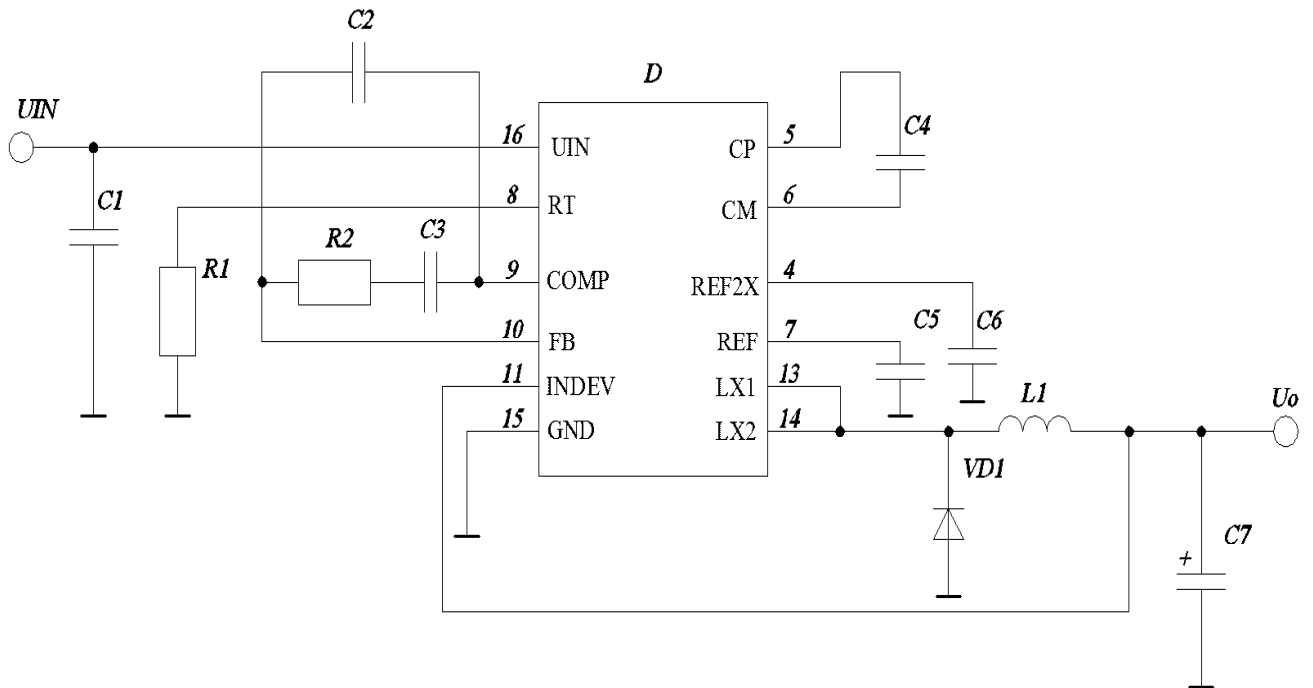 C2
D
UIN
16 UIN CP 5
C4
8 RT CM 6
C1
R2 C3
R1
9 COMP REF2X 4
C5 C6
10 FB REF 7
11 INDEV LX1 13
L1 Uo
15 GND LX2 14
VD1
C7
+